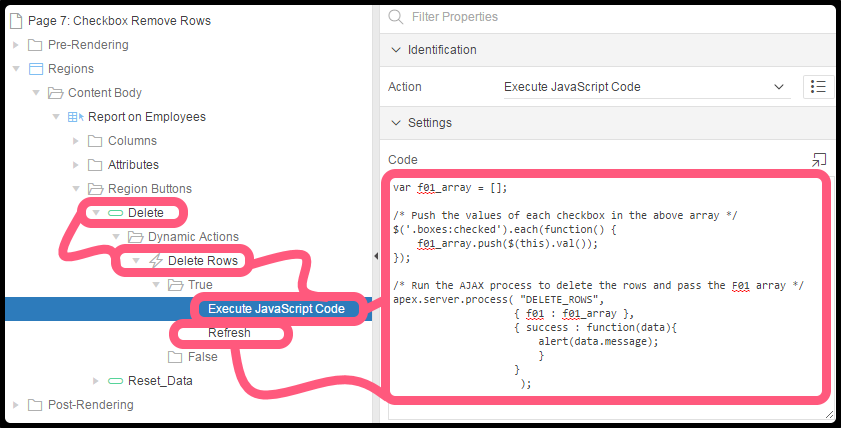 Page 7: Checkbox Remove Rows
Pre-Rendering
Regions
Content Body
Report on Employees
Columns
Attributes
Region Buttons
Delete
Dynamic Actions
Delete Rows
True
Execute JavaScript Code
Refresh
False
Reset_Data
Post-Rendering
Filter Properties
Identification
Action Execute JavaScript Code
Settings
Code
var f01_array = [];
/* Push the values of each checkbox in the above array */
$('.boxes:checked').each(function() {
f01_array.push($(this).val());
});
/* Run the AJAX process to delete the rows and pass the F01 array */
apex.server.process( "DELETE_ROWS",
{ f01 : f01_array },
{ success : function(data){
alert(data.message);
}
}
);